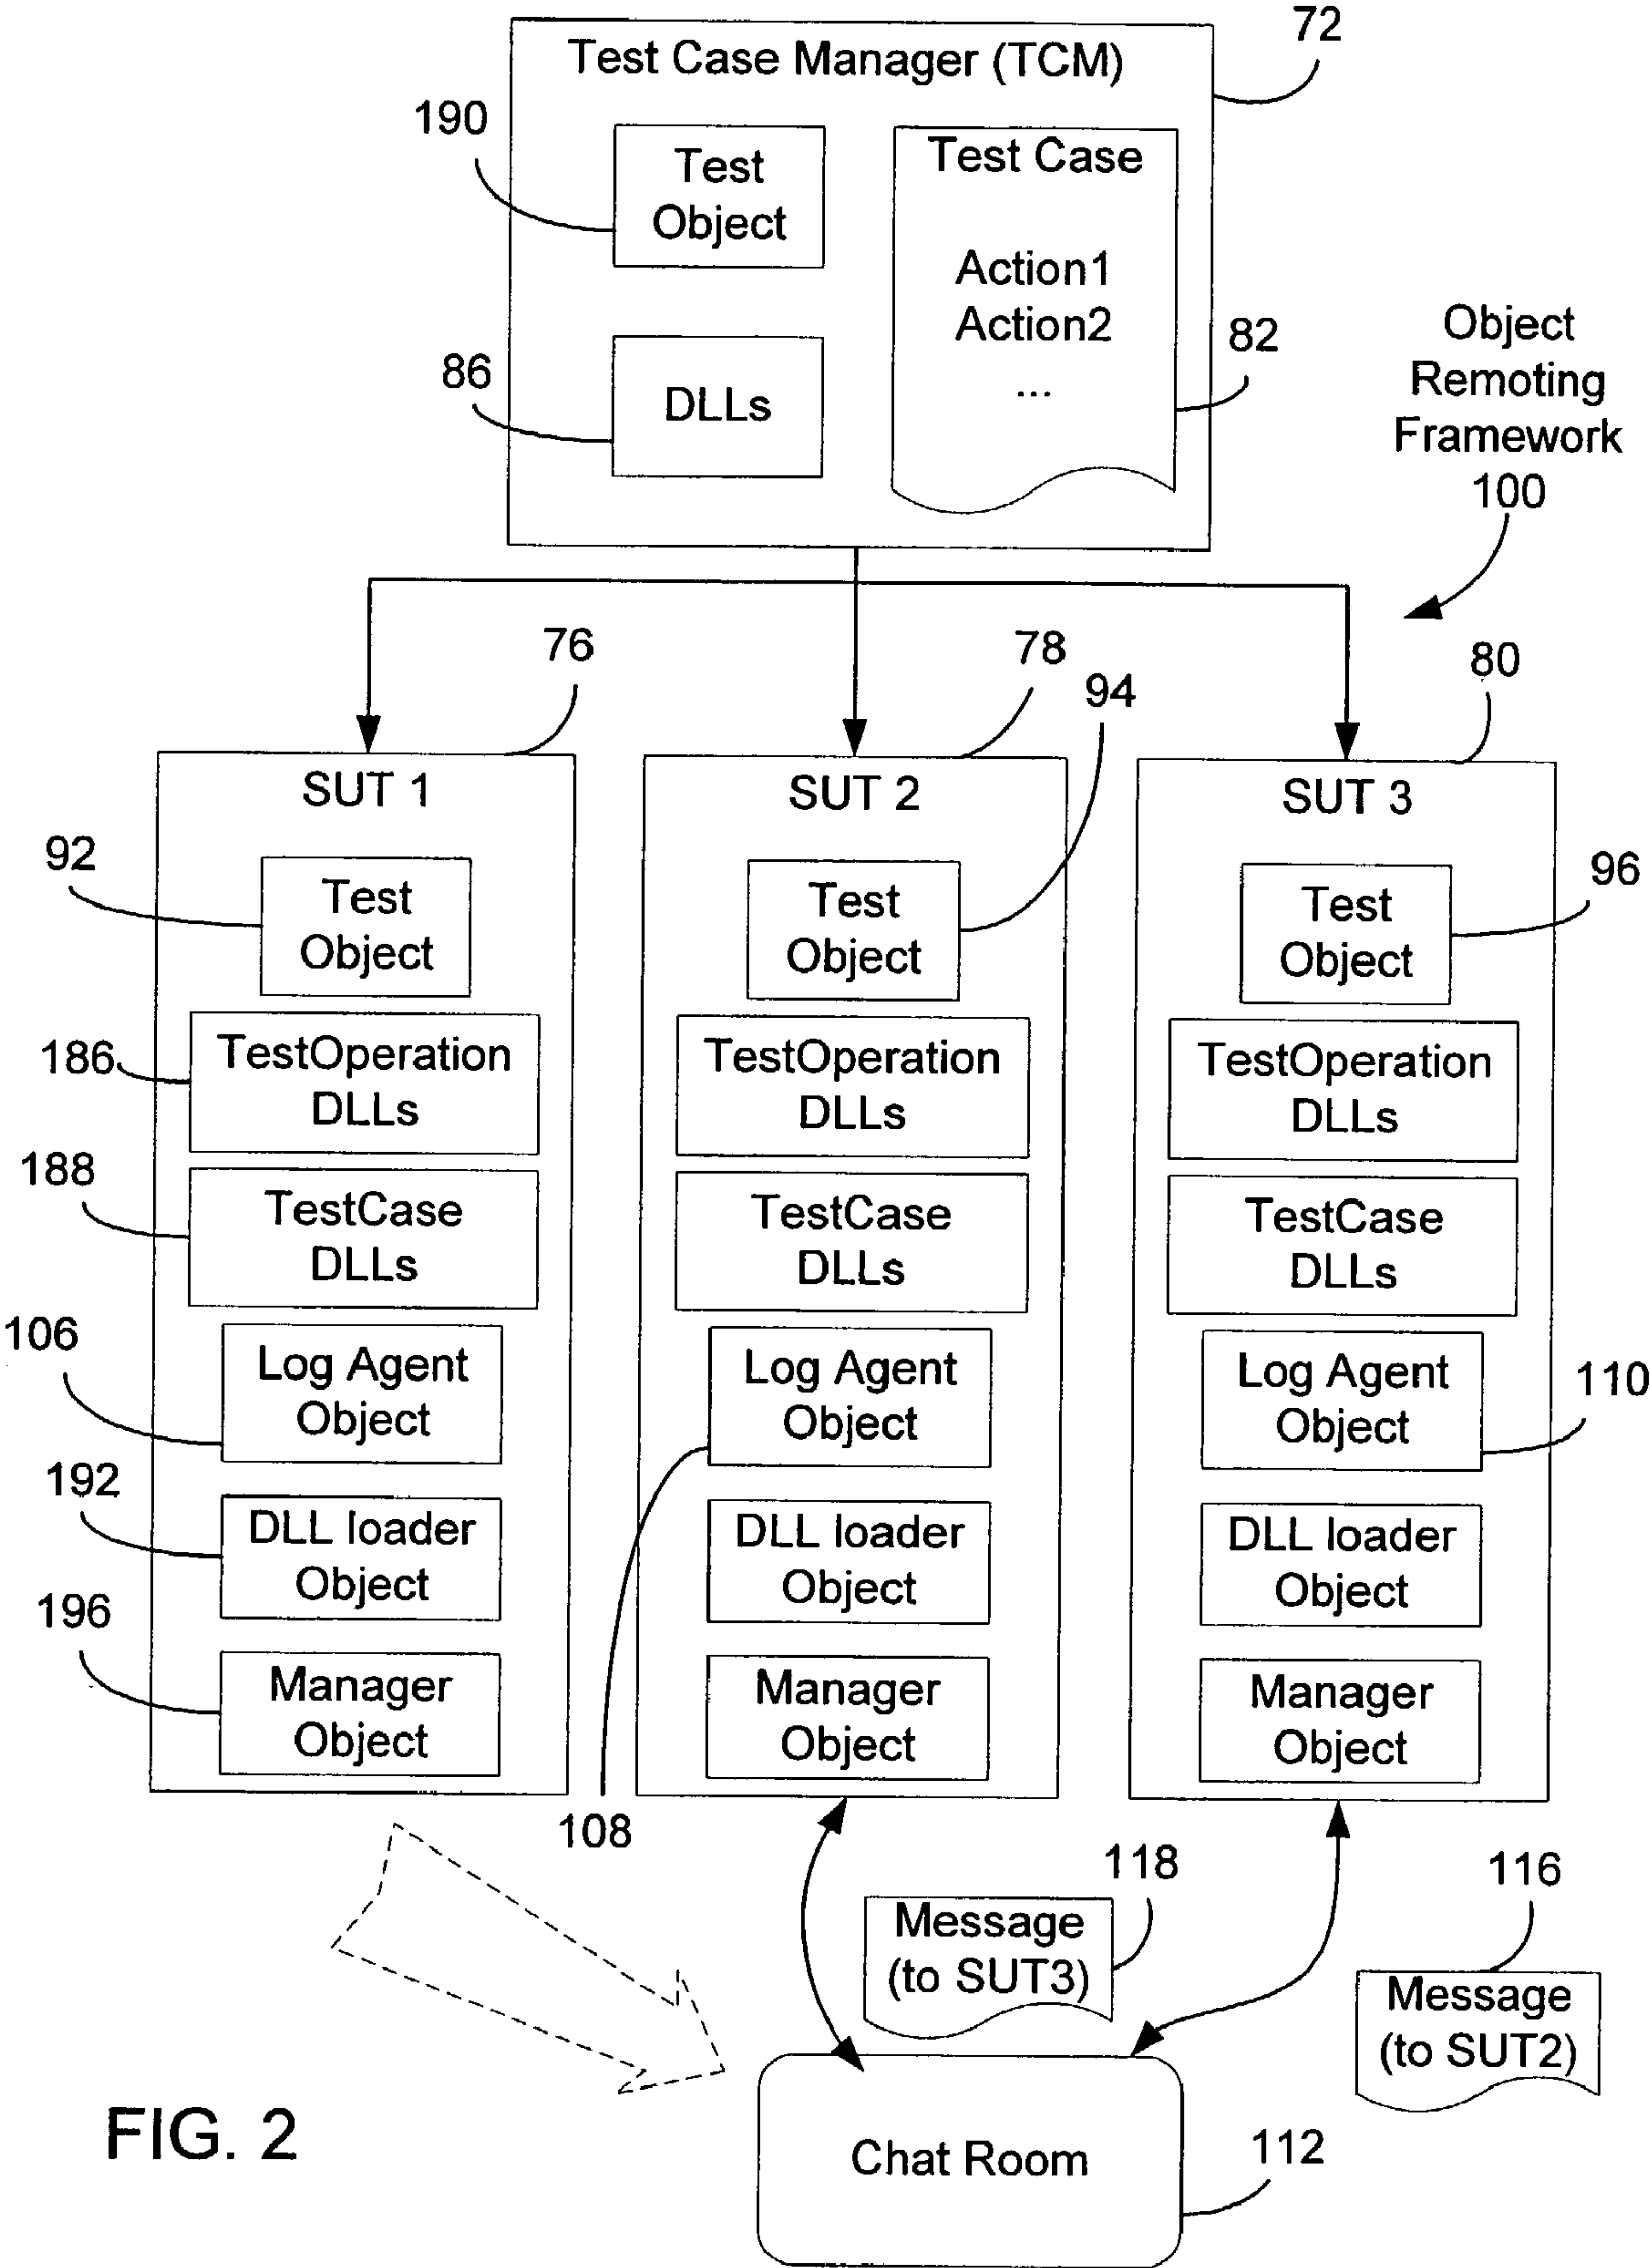 72
Test Case Manager (TCM)
190
Test
Object
Test Case
Action1
Action2
...
86
DLLs
82
Object
Remoting
Framework
100
76
78
94
80
SUT 1
92
Test
Object
186
TestOperation
DLLs
188
TestCase
DLLs
106
Log Agent
Object
192
DLL loader
Object
196
Manager
Object
SUT 2
Test
Object
TestOperation
DLLs
TestCase
DLLs
Log Agent
Object
DLL loader
Object
Manager
Object
108
SUT 3
96
Test
Object
TestOperation
DLLs
TestCase
DLLs
Log Agent
Object
110
DLL loader
Object
Manager
Object
118
Message
(to SUT3)
116
Message
(to SUT2)
Chat Room
112
FIG. 2